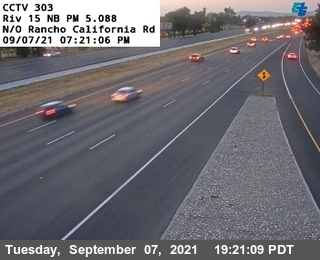 CCTV 303
Riv 15 NB PM 5.088
N/O Rancho California Rd
09/07/21 07:21:06 PM
Tuesday, September 07, 2021 19:21:09 PDT